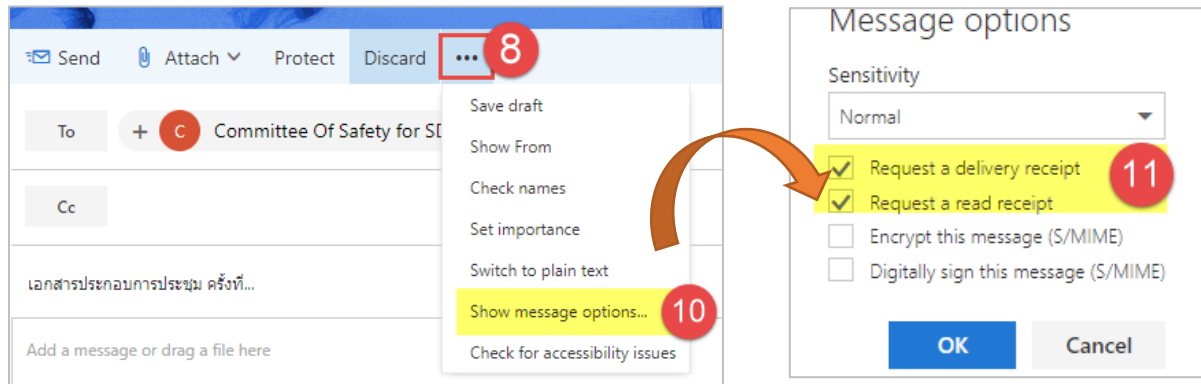 Send Attach Protect Discard ... 8
To + C Committee Of Safety for
Cc
เอกสารประกอบการประชุม ครั้งที่...
Add a message or drag a file here
Save draft
Show From
Check names
Set importance
Switch to plain text
Show message options... 10
Check for accessibility issues
Message options
Sensitivity
Normal
Request a delivery receipt 11
Request a read receipt
Encrypt this message (S/MIME)
Digitally sign this message (S/MIME)
OK Cancel